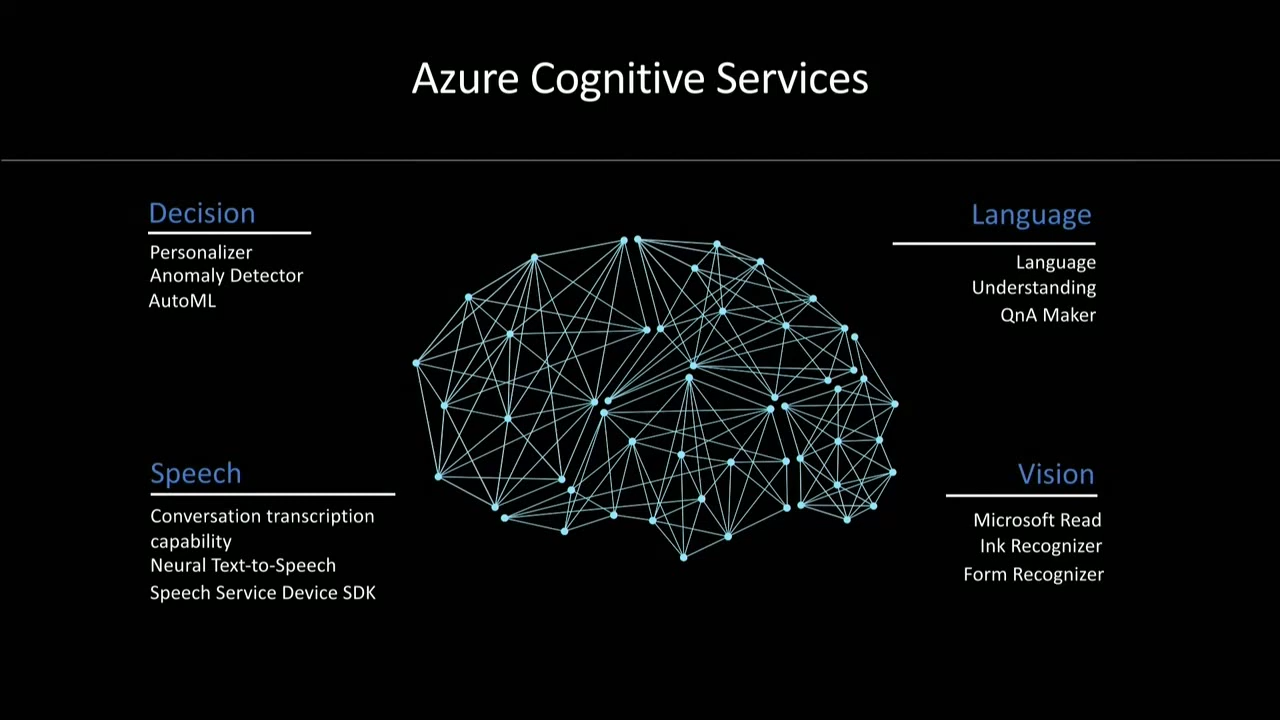 Azure Cognitive Services
Decision
Personalizer
Anomaly Detector
AutoML
Language
Language
Understanding
QnA Maker
Speech
Conversation transcription
capability
Neural Text-to-Speech
Speech Service Device SDK
Vision
Microsoft Read
Ink Recognizer
Form Recognizer